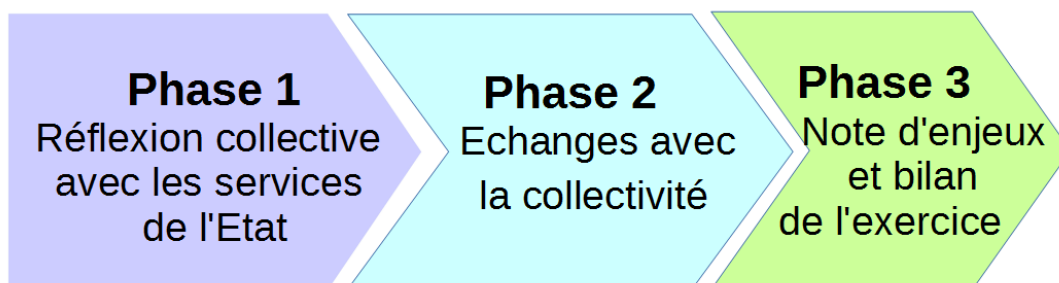 Phase 1
Réflexion collective
avec les services
de l'Etat
Phase 2
Echanges avec
la collectivité
Phase 3
Note d'enjeux
et bilan
de l'exercice